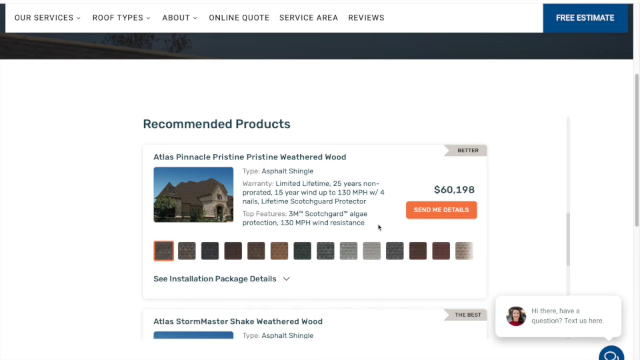 OUR SERVICES ROOF TYPES ABOUT ONLINE QUOTE SERVICE AREA REVIEWS FREE ESTIMATE
Recommended Products
BETTER
Atlas Pinnacle Pristine Pristine Weathered Wood
Type: Asphalt Shingle
Warranty: Limited Lifetime, 25 years non-
prorated, 15 year wind up to 130 MPH w/ 4
nails, Lifetime Scotchguard Protector
Top Features: 3M™ Scotchgard™ algae
protection, 130 MPH wind resistance
$60,198
SEND ME DETAILS
See Installation Package Details
THE BEST
Atlas StormMaster Shake Weathered Wood
Type: Asphalt Shingle
Hi there, have a
question? Text us here.